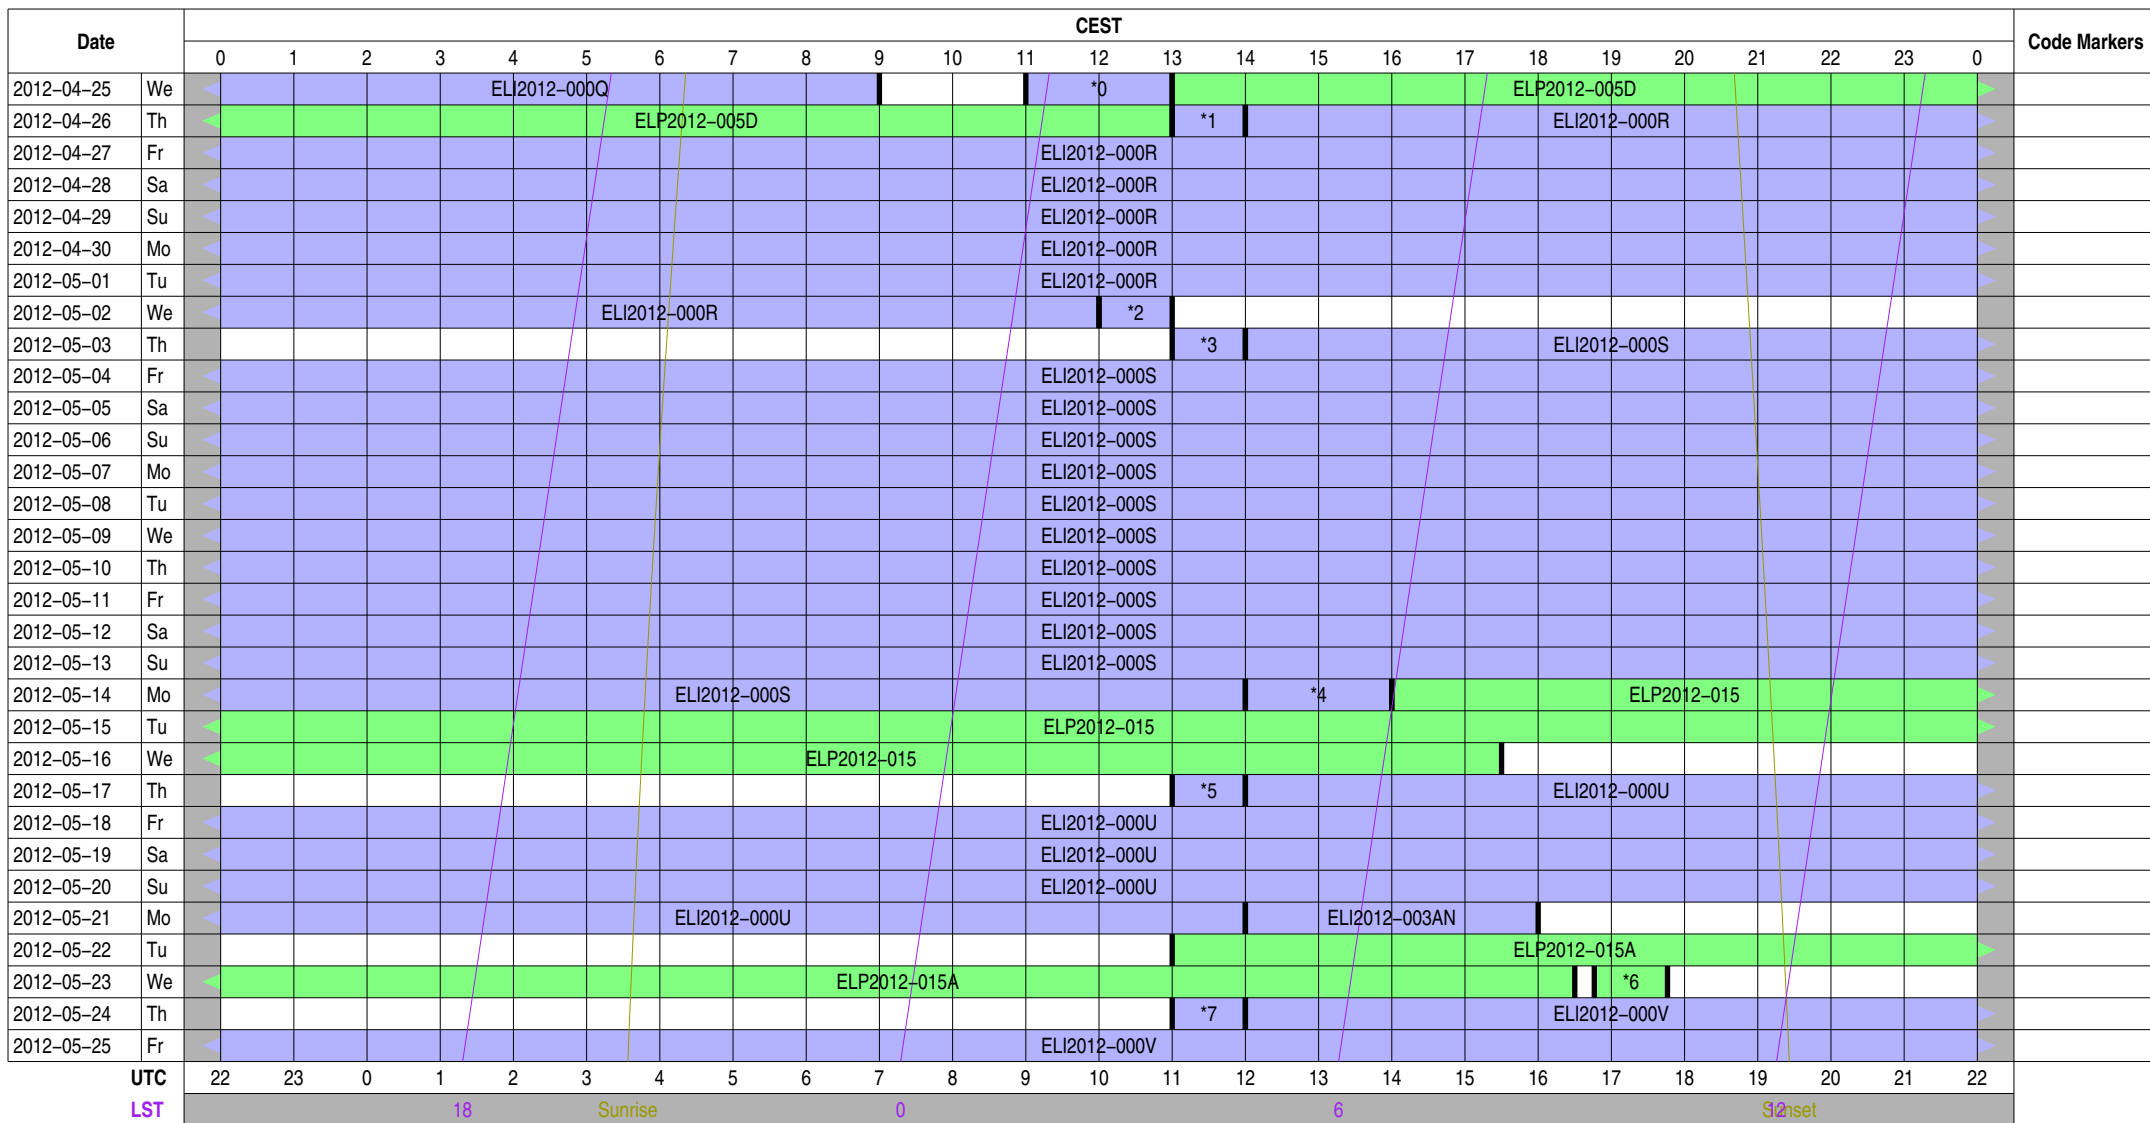 CEST
Date
Code Markers
0 1 2 3 4 5 6 7 8 9 10 11 12 13 14 15 16 17 18 19 20 21 22 23 0
2012-04-25 We ELI2012-000Q *0 ELP2012-005D
2012-04-26 Th ELP2012-005D *1 ELI2012-000R
2012-04-27 Fr ELI2012-000R
2012-04-28 Sa ELI2012-000R
2012-04-29 Su ELI2012-000R
2012-04-30 Mo ELI2012-000R
2012-05-01 Tu ELI2012-000R
2012-05-02 We ELI2012-000R *2
2012-05-03 Th *3 ELI2012-000S
2012-05-04 Fr ELI2012-000S
2012-05-05 Sa ELI2012-000S
2012-05-06 Su ELI2012-000S
2012-05-07 Mo ELI2012-000S
2012-05-08 Tu ELI2012-000S
2012-05-09 We ELI2012-000S
2012-05-10 Th ELI2012-000S
2012-05-11 Fr ELI2012-000S
2012-05-12 Sa ELI2012-000S
2012-05-13 Su ELI2012-000S
2012-05-14 Mo ELI2012-000S *4 ELP2012-015
2012-05-15 Tu ELP2012-015
2012-05-16 We ELP2012-015
2012-05-17 Th *5 ELI2012-000U
2012-05-18 Fr ELI2012-000U
2012-05-19 Sa ELI2012-000U
2012-05-20 Su ELI2012-000U
2012-05-21 Mo ELI2012-000U ELI2012-003AN
2012-05-22 Tu ELP2012-015A
2012-05-23 We ELP2012-015A *6
2012-05-24 Th *7 ELI2012-000V
2012-05-25 Fr ELI2012-000V
UTC 22 23 0 1 2 3 4 5 6 7 8 9 10 11 12 13 14 15 16 17 18 19 20 21 22
LST 18 Sunrise 0 6 12 Sunset